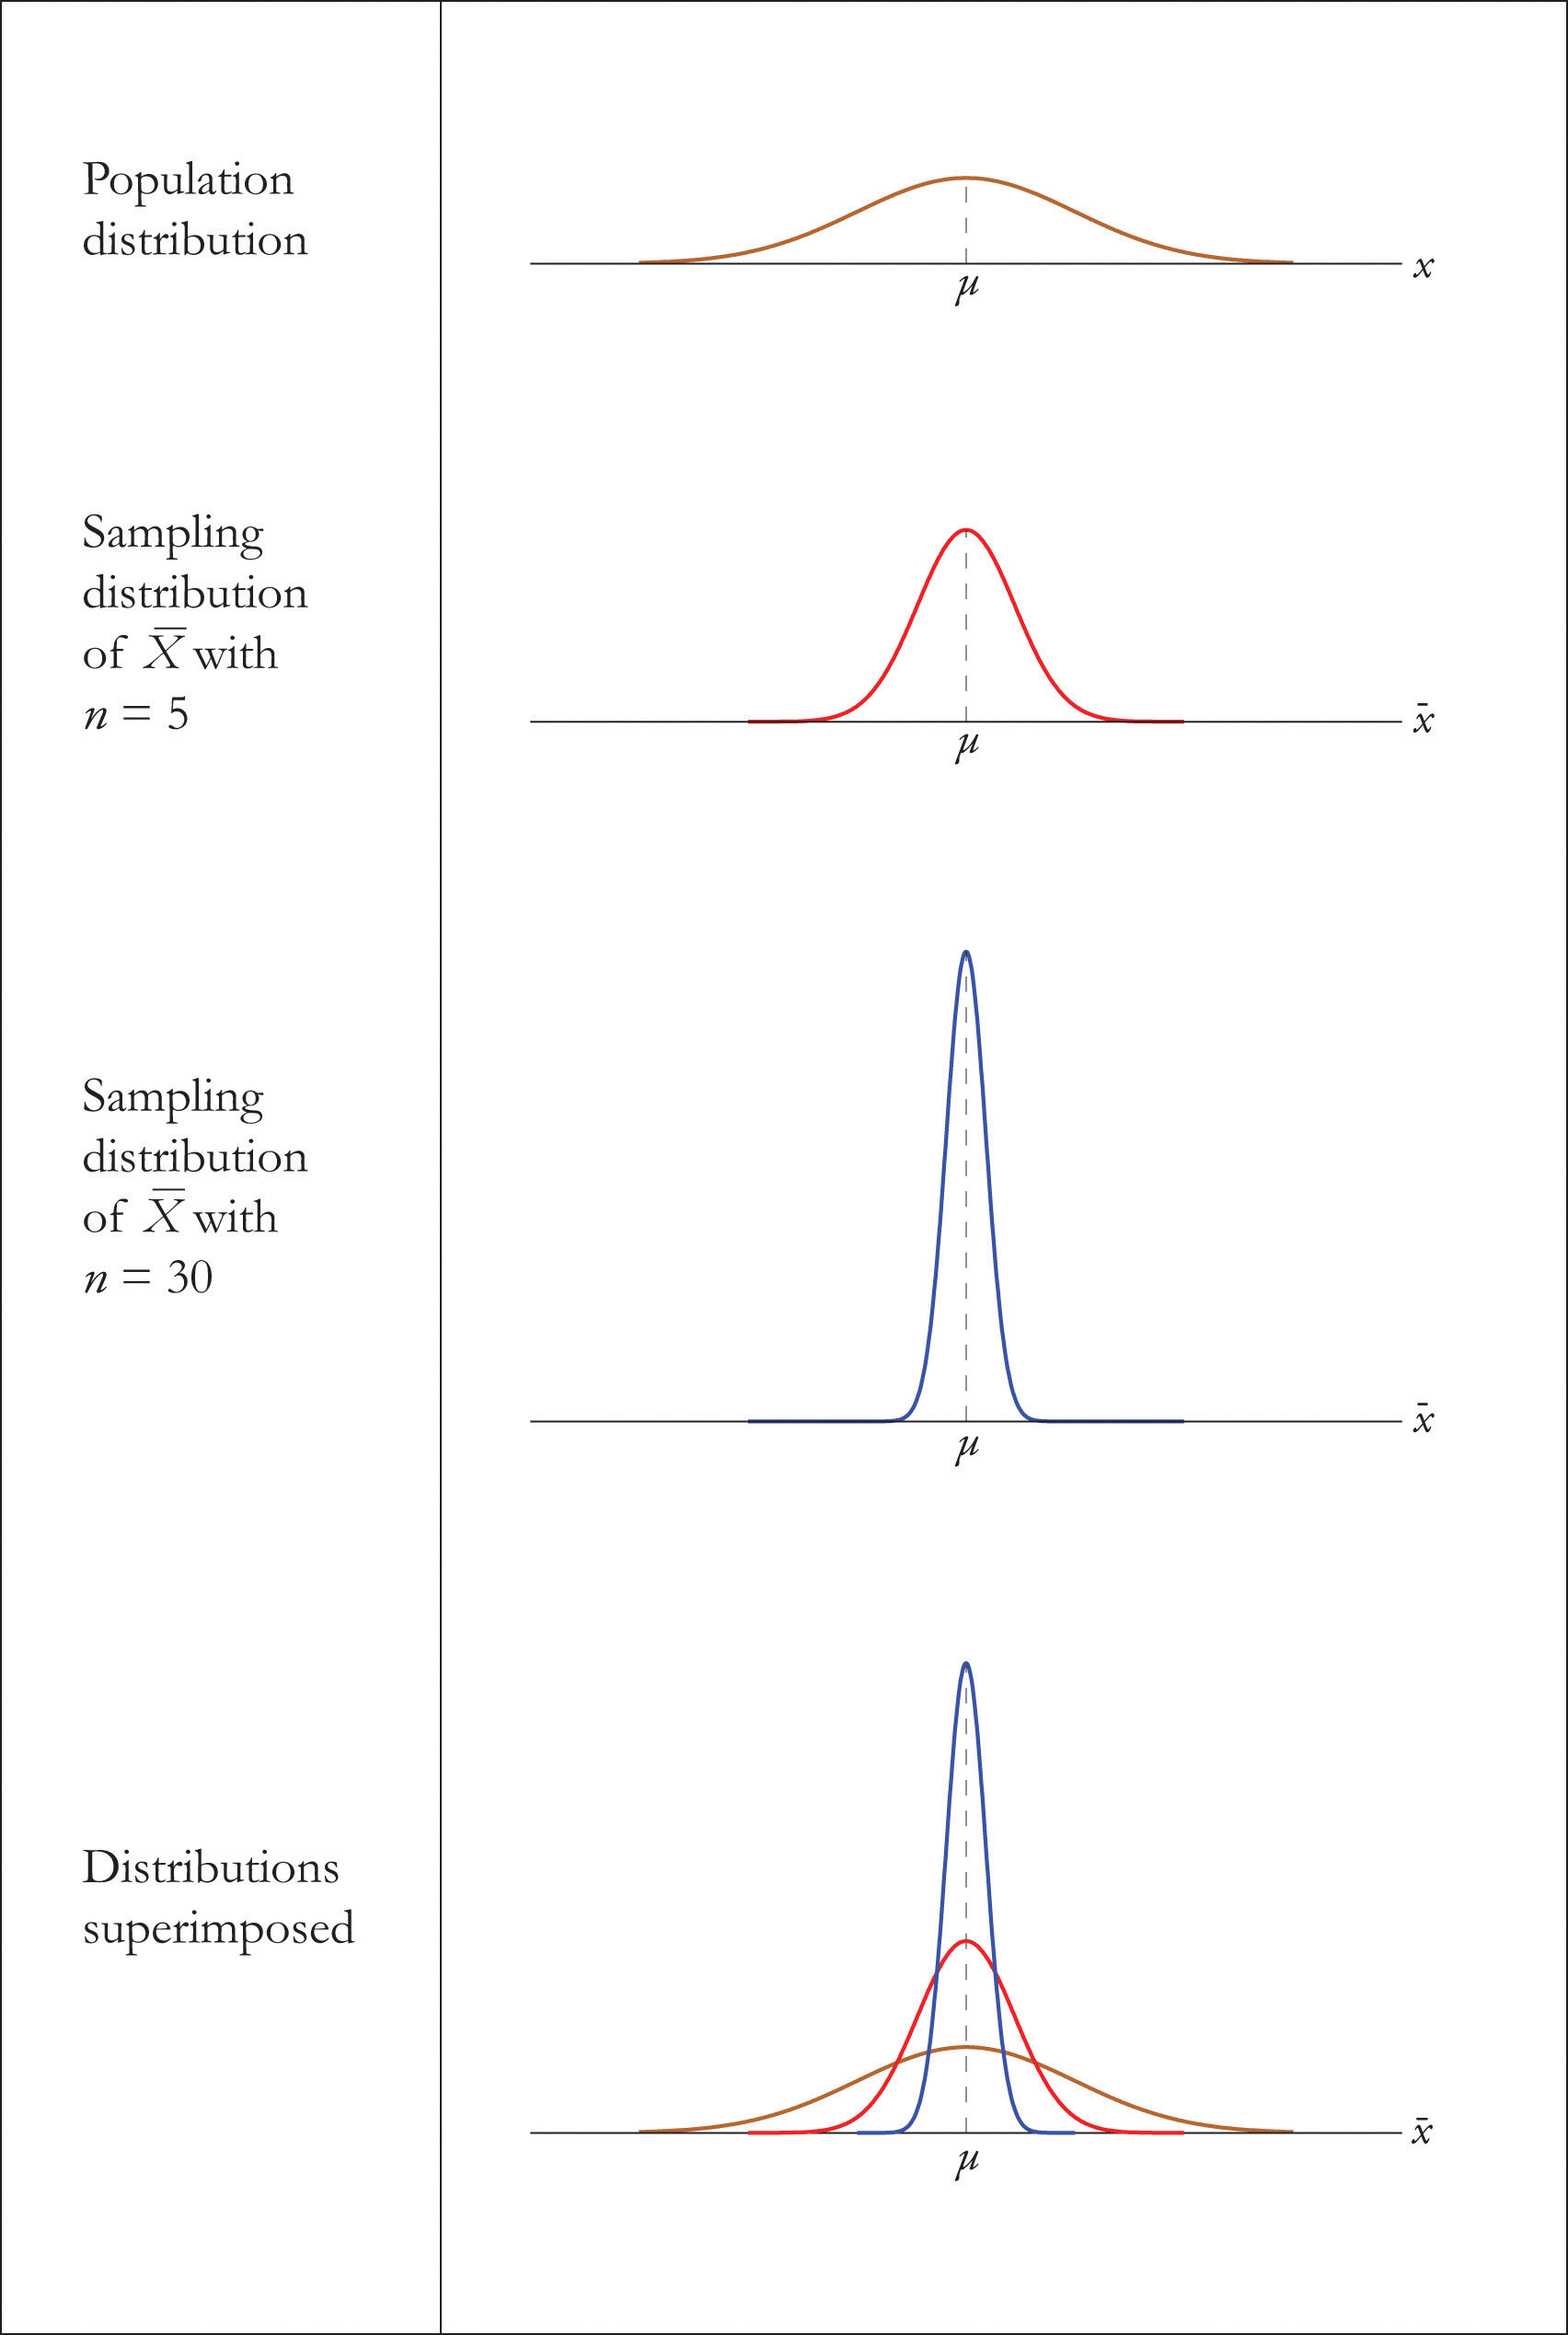 Population
distribution
x
μ
Sampling
distribution
of X̅ with
n = 5
x̄
μ
Sampling
distribution
of X̅ with
n = 30
x̄
μ
Distributions
superimposed
x̄
μ